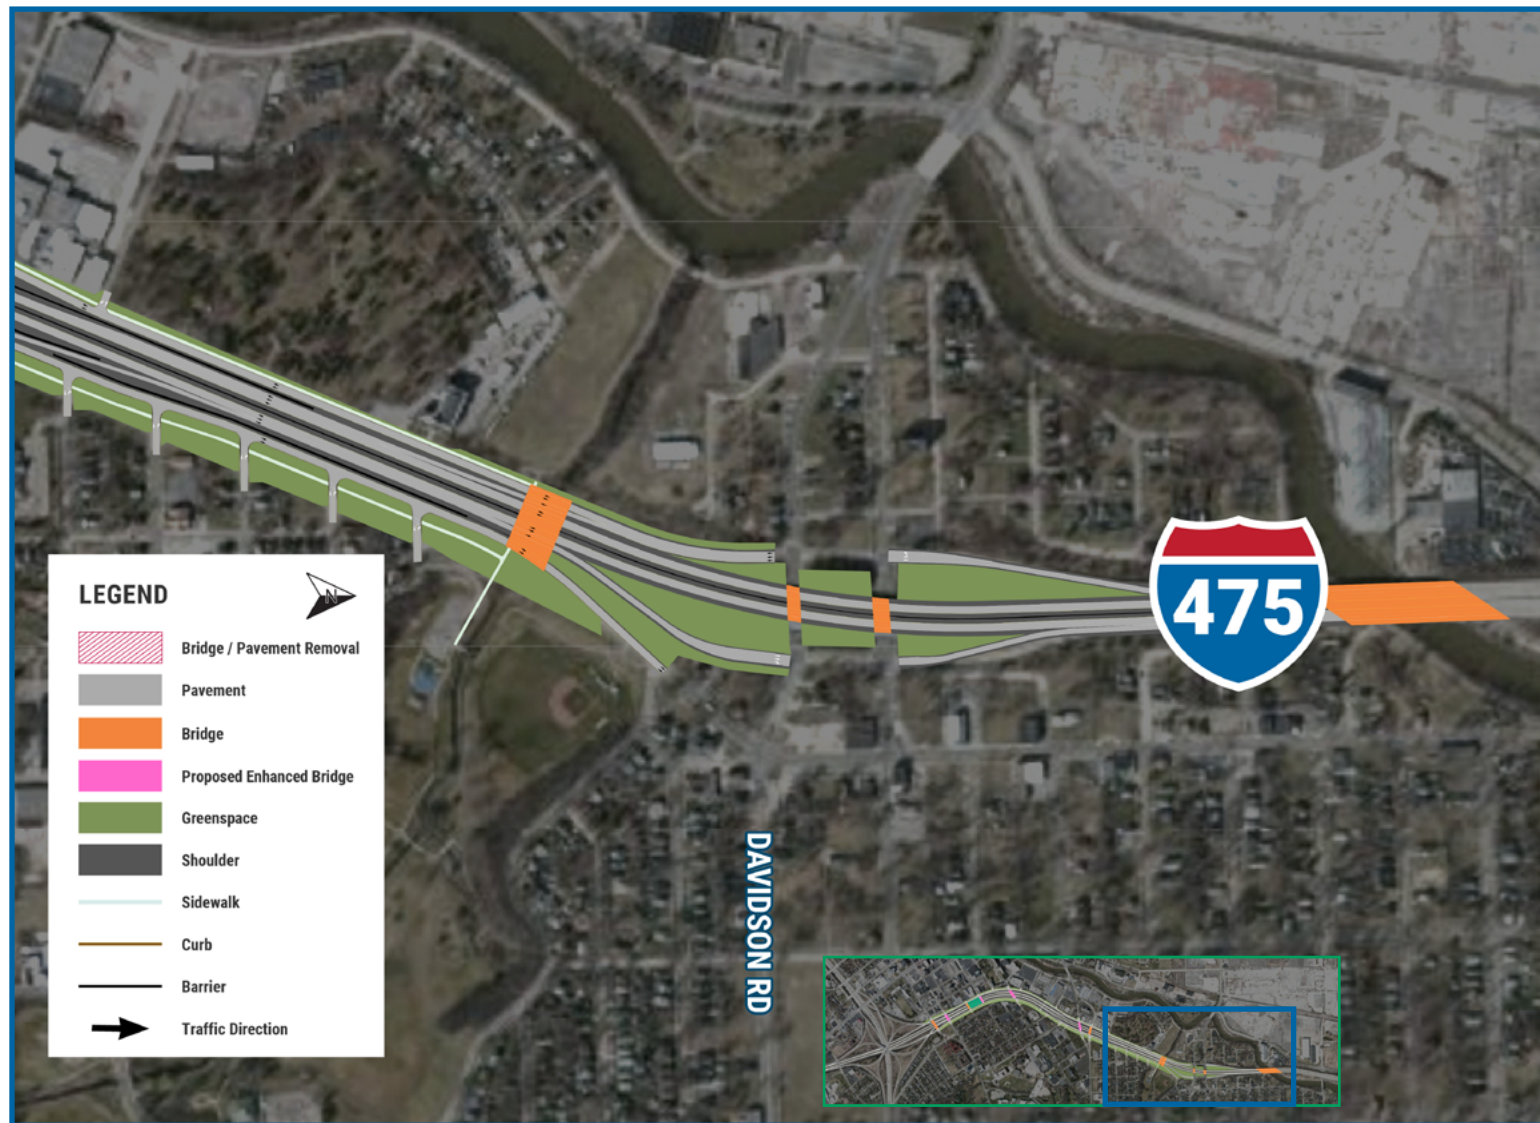 LEGEND
N
Bridge / Pavement Removal
Pavement
Bridge
Proposed Enhanced Bridge
Greenspace
Shoulder
Sidewalk
Curb
Barrier
Traffic Direction
475
DAVIDSON RD